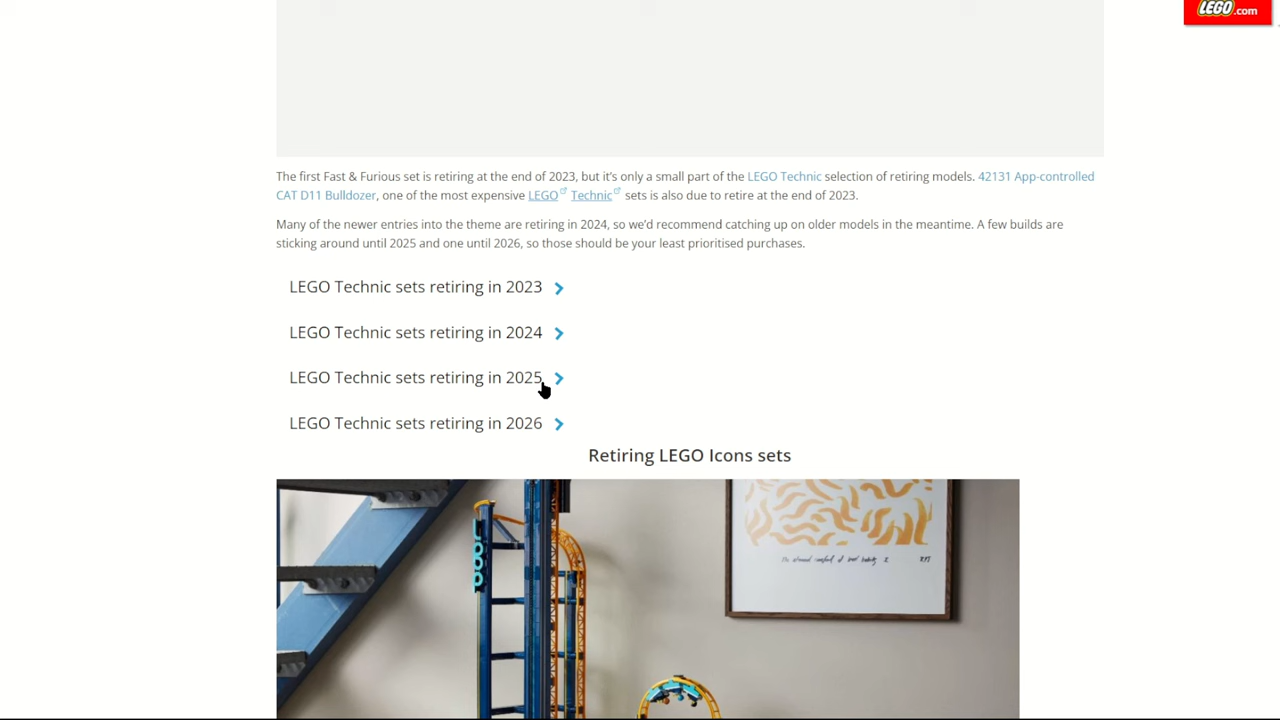 LEGO.com
The first Fast & Furious set is retiring at the end of 2023, but it's only a small part of the LEGO Technic selection of retiring models. 42131 App-controlled
CAT D11 Bulldozer, one of the most expensive LEGO Technic sets is also due to retire at the end of 2023.
Many of the newer entries into the theme are retiring in 2024, so we'd recommend catching up on older models in the meantime. A few builds are
sticking around until 2025 and one until 2026, so those should be your least prioritised purchases.
LEGO Technic sets retiring in 2023
LEGO Technic sets retiring in 2024
LEGO Technic sets retiring in 2025
LEGO Technic sets retiring in 2026
Retiring LEGO Icons sets